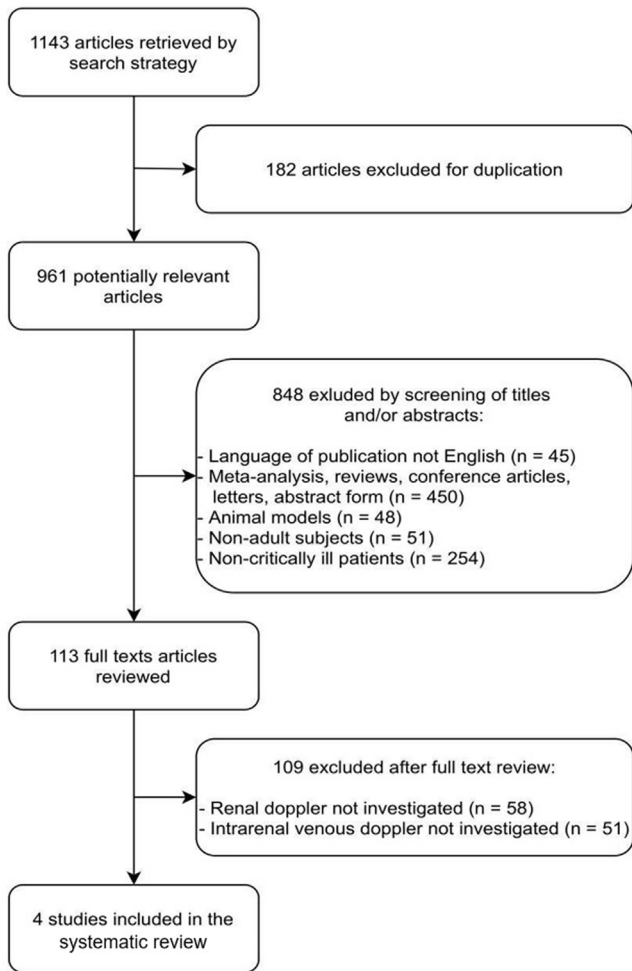 1143 articles retrieved by
search strategy
182 articles excluded for duplication
961 potentially relevant
articles
848 exluded by screening of titles
and/or abstracts:
- Language of publication not English (n = 45)
- Meta-analysis, reviews, conference articles,
letters, abstract form (n = 450)
- Animal models (n = 48)
- Non-adult subjects (n = 51)
- Non-critically ill patients (n = 254)
113 full texts articles
reviewed
109 excluded after full text review:
- Renal doppler not investigated (n = 58)
- Intrarenal venous doppler not investigated (n = 51)
4 studies included in the
systematic review